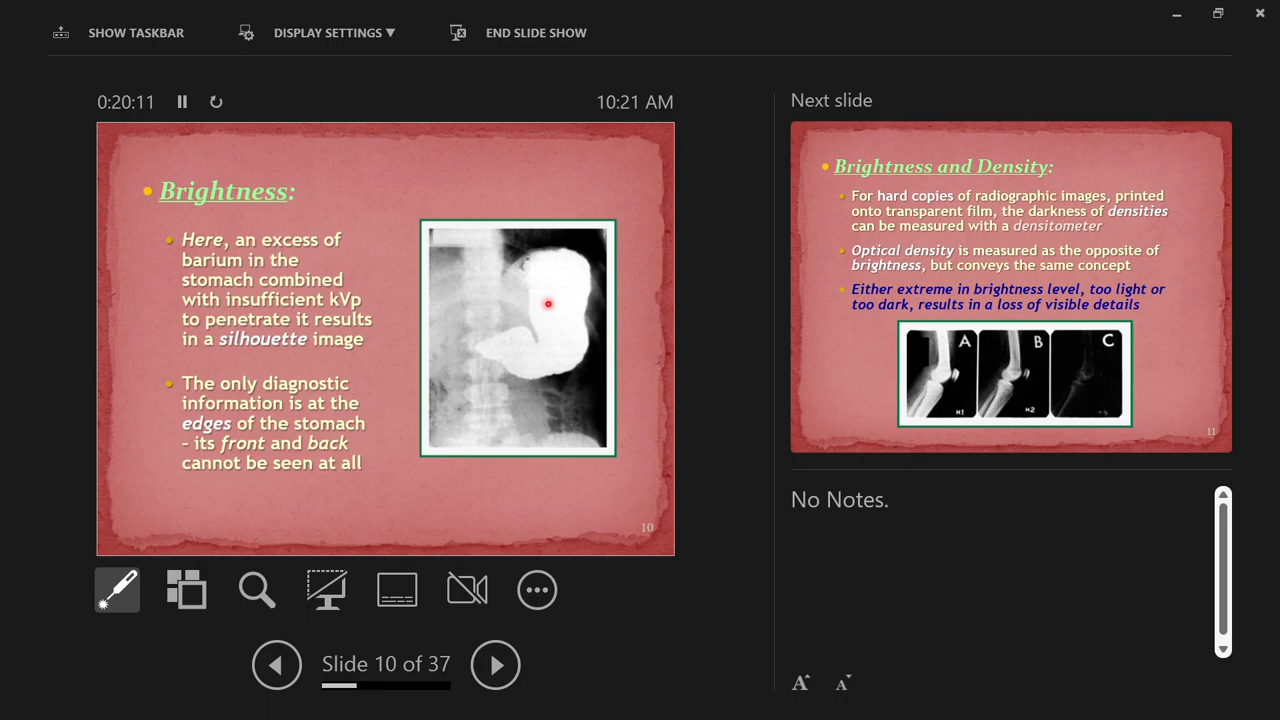 SHOW TASKBAR
DISPLAY SETTINGS ▼
END SLIDE SHOW
0:20:11
10:21 AM
Brightness:
Here, an excess of
barium in the
stomach combined
with insufficient kVp
to penetrate it results
in a silhouette image
The only diagnostic
information is at the
edges of the stomach
- its front and back
cannot be seen at all
10
Slide 10 of 37
Next slide
Brightness and Density:
For hard copies of radiographic images, printed
onto transparent film, the darkness of densities
can be measured with a densitometer
Optical density is measured as the opposite of
brightness, but conveys the same concept
Either extreme in brightness level, too light or
too dark, results in a loss of visible details
A
B
C
11
No Notes.
A
A